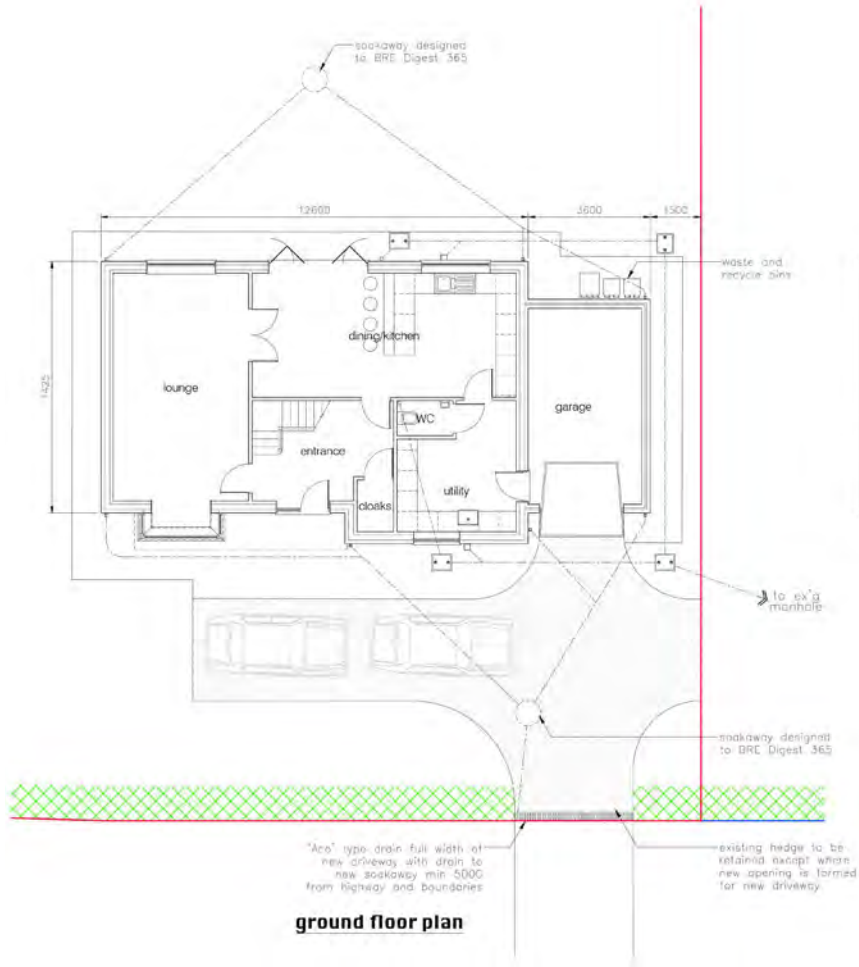 soakaway designed
to BRE Digest 365
12600
3600
1500
waste and
recycle bins
7425
dining/kitchen
lounge
garage
WC
entrance
utility
cloaks
to ex'g
manhole
soakaway designed
to BRE Digest 365
"Aco" type drain full width of
new driveway with drain to
new soakaway min 5000
from highway and boundaries
existing hedge to be
retained except where
new opening is formed
for new driveway
ground floor plan